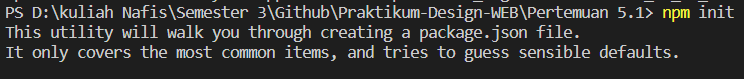 PS D:\kuliah Nafis\Semester 3\Github\Praktikum-Design-WEB\Pertemuan 5.1> npm init
This utility will walk you through creating a package.json file.
It only covers the most common items, and tries to guess sensible defaults.